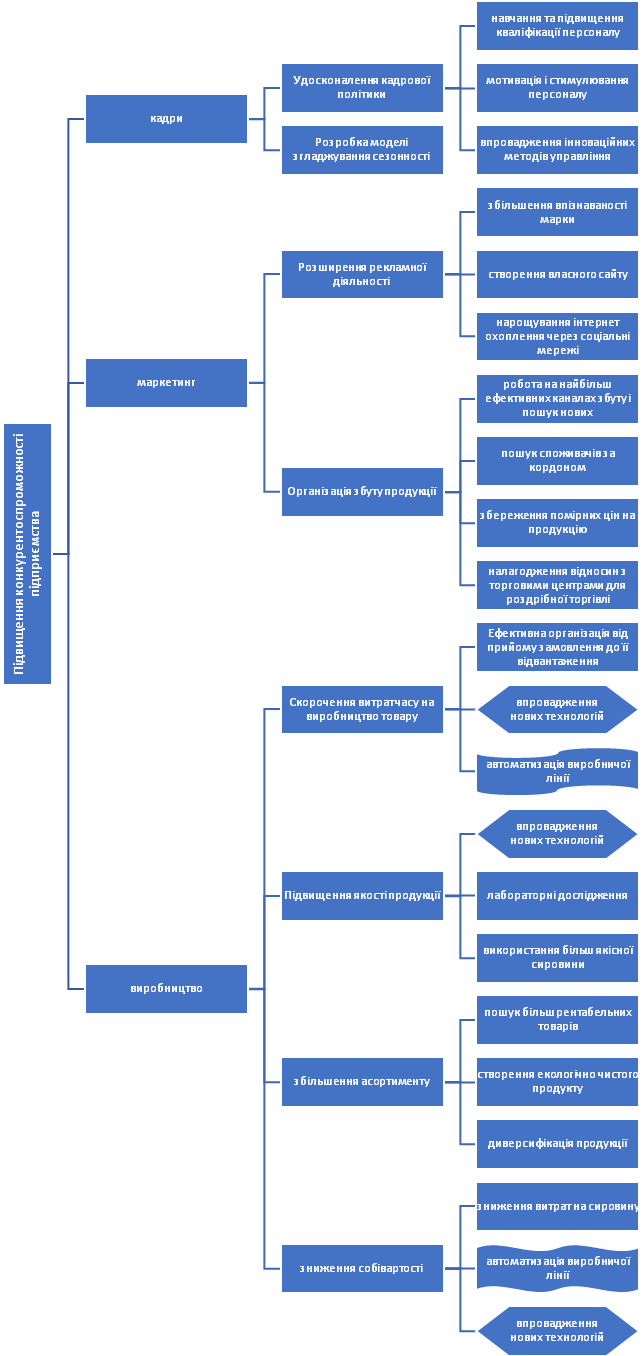 Підвищення конкурентоспроможності
підприємства
кадри
Удосконалення кадрової
політики
навчання та підвищення
кваліфікації персоналу
мотивація і стимулювання
персоналу
впровадження інноваційних
методів управління
Розробка моделі
згладжування сезонності
маркетинг
Розширення рекламної
діяльності
збільшення впізнаваності
марки
створення власного сайту
нарощування інтернет
охоплення через соціальні
мережі
Організація збуту продукції
робота на найбільш
ефективних каналах збуту і
пошук нових
пошук споживачів за
кордоном
збереження помірних цін на
продукцію
налагодження відносин з
торговими центрами для
роздрібної торгівлі
виробництво
Скорочення витрат часу на
виробництво товару
Ефективна організація від
прийому замовлення до її
відвантаження
впровадження
нових технологій
автоматизація виробничої
лінії
Підвищення якості продукції
впровадження
нових технологій
лабораторні дослідження
використання більш якісної
сировини
збільшення асортименту
пошук більш рентабельних
товарів
створення екологічно чистого
продукту
диверсифікація продукції
зниження собівартості
зниження витрат на сировину
автоматизація виробничої
лінії
впровадження
нових технологій